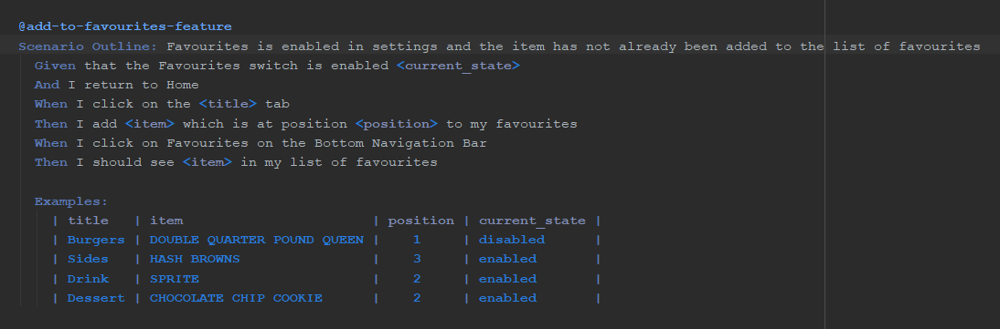 @add-to-favourites-feature
Scenario Outline: Favourites is enabled in settings and the item has not already been added to the list of favourites
Given that the Favourites switch is enabled <current_state>
And I return to Home
When I click on the <title> tab
Then I add <item> which is at position <position> to my favourites
When I click on Favourites on the Bottom Navigation Bar
Then I should see <item> in my list of favourites
Examples:
| title | item | position | current_state |
| Burgers | DOUBLE QUARTER POUND QUEEN | 1 | disabled |
| Sides | HASH BROWNS | 3 | enabled |
| Drink | SPRITE | 2 | enabled |
| Dessert | CHOCOLATE CHIP COOKIE | 2 | enabled |